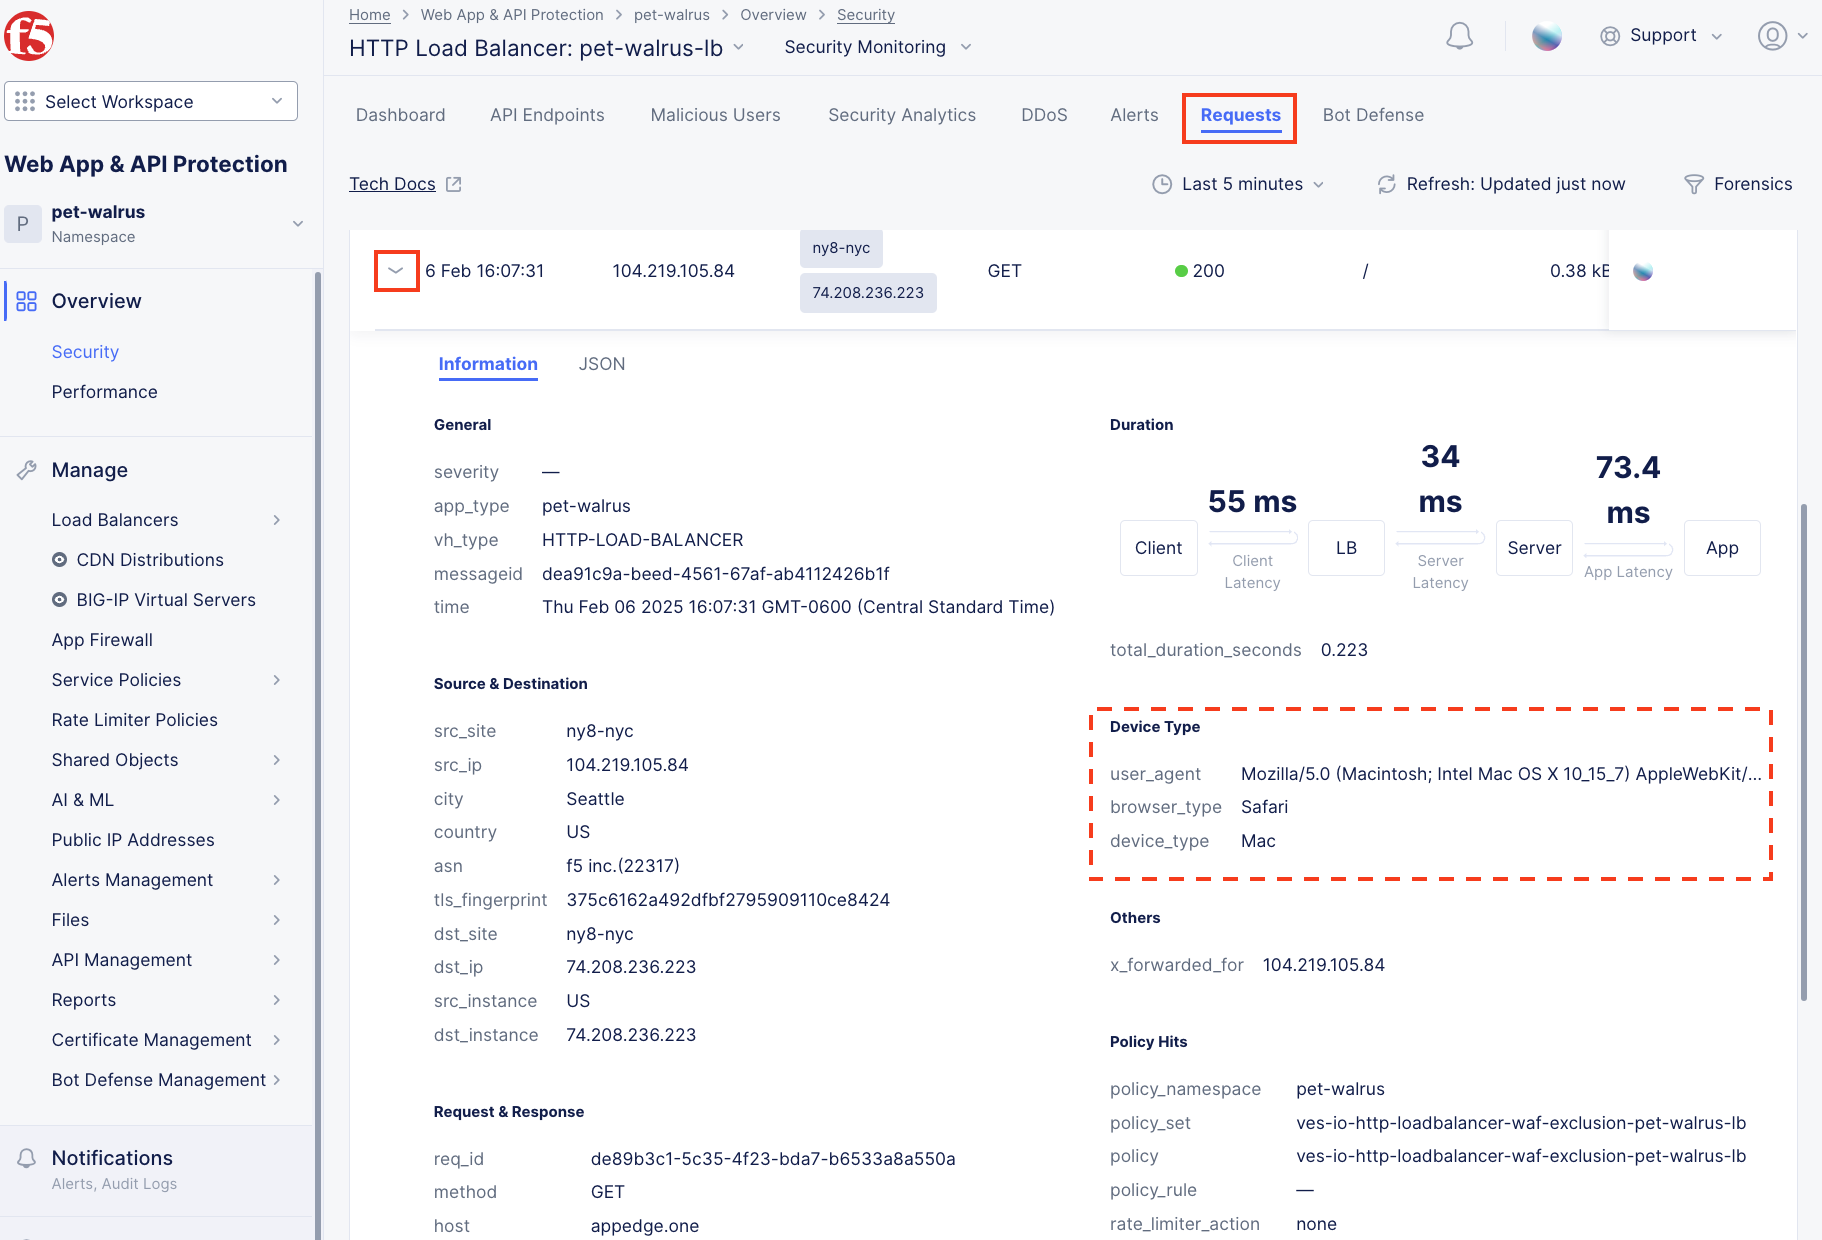 f5
Home > Web App & API Protection > pet-walrus > Overview > Security
HTTP Load Balancer: pet-walrus-lb
Security Monitoring
Support
Select Workspace
Web App & API Protection
P
pet-walrus
Namespace
Overview
Security
Performance
Manage
Load Balancers
CDN Distributions
BIG-IP Virtual Servers
App Firewall
Service Policies
Rate Limiter Policies
Shared Objects
AI & ML
Public IP Addresses
Alerts Management
Files
API Management
Reports
Certificate Management
Bot Defense Management
Notifications
Alerts, Audit Logs
Dashboard API Endpoints Malicious Users Security Analytics DDoS Alerts Requests Bot Defense
Tech Docs
Last 5 minutes
Refresh: Updated just now
Forensics
6 Feb 16:07:31 104.219.105.84 ny8-nyc 74.208.236.223 GET 200 / 0.38 kB
Information JSON
General
severity —
app_type pet-walrus
vh_type HTTP-LOAD-BALANCER
messageid dea91c9a-beed-4561-67af-ab4112426b1f
time Thu Feb 06 2025 16:07:31 GMT-0600 (Central Standard Time)
Source & Destination
src_site ny8-nyc
src_ip 104.219.105.84
city Seattle
country US
asn f5 inc.(22317)
tls_fingerprint 375c6162a492dfbf2795909110ce8424
dst_site ny8-nyc
dst_ip 74.208.236.223
src_instance US
dst_instance 74.208.236.223
Request & Response
req_id de89b3c1-5c35-4f23-bda7-b6533a8a550a
method GET
host appedge.one
Duration
Client
55 ms
Client
Latency
LB
34
ms
Server
Latency
Server
73.4
ms
App Latency
App
total_duration_seconds 0.223
Device Type
user_agent Mozilla/5.0 (Macintosh; Intel Mac OS X 10_15_7) AppleWebKit/...
browser_type Safari
device_type Mac
Others
x_forwarded_for 104.219.105.84
Policy Hits
policy_namespace pet-walrus
policy_set ves-io-http-loadbalancer-waf-exclusion-pet-walrus-lb
policy ves-io-http-loadbalancer-waf-exclusion-pet-walrus-lb
policy_rule —
rate_limiter_action none